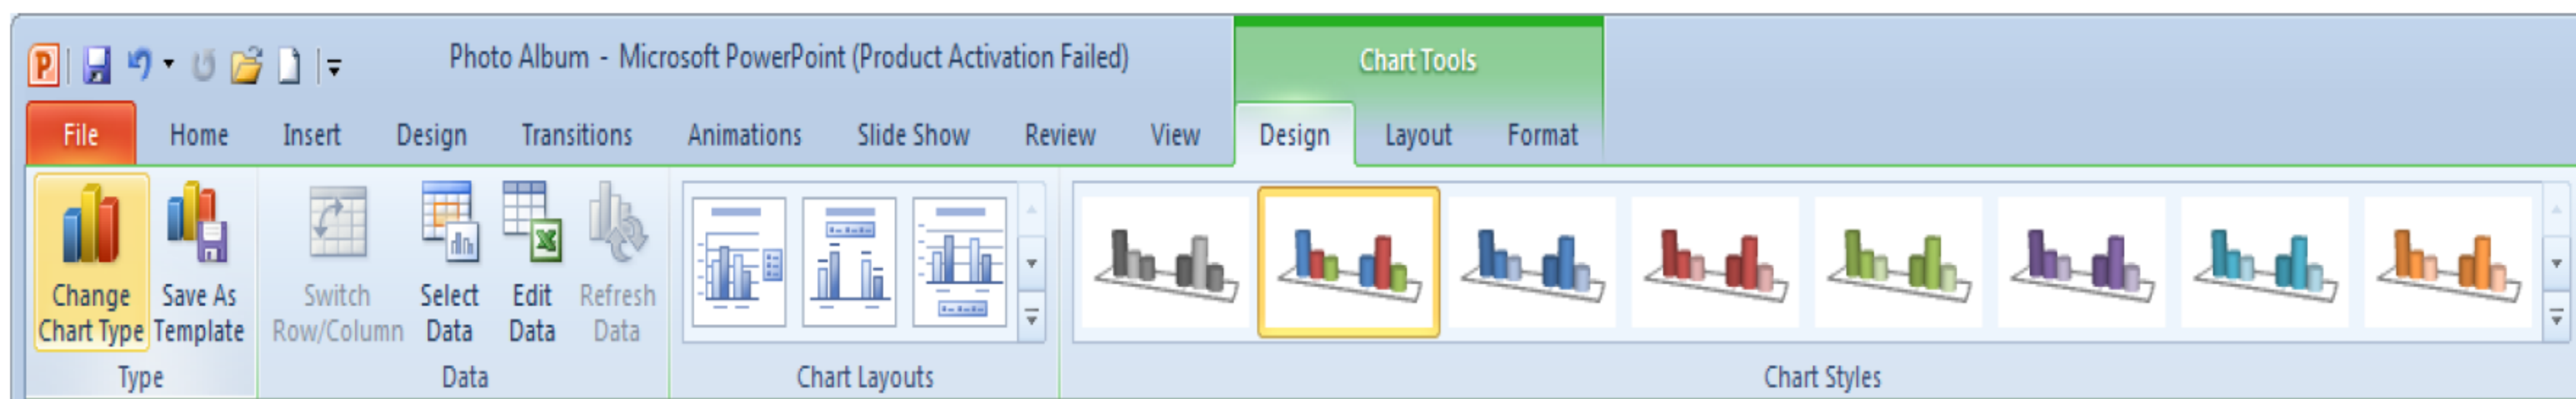 Photo Album - Microsoft PowerPoint (Product Activation Failed)
Chart Tools
File Home Insert Design Transitions Animations Slide Show Review View Design Layout Format
Change Chart Type
Save As Template
Switch Row/Column
Select Data
Edit Data
Refresh Data
Type
Data
Chart Layouts
Chart Styles